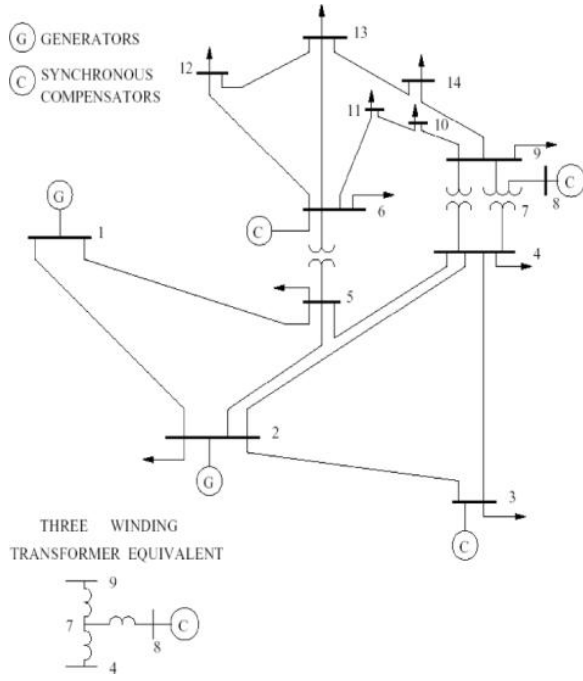 G GENERATORS
C SYNCHRONOUS
COMPENSATORS
13
12
14
11
10
9
C
8
7
6
C
G
1
4
5
2
G
3
C
THREE WINDING
TRANSFORMER EQUIVALENT
9
7
C
8
4